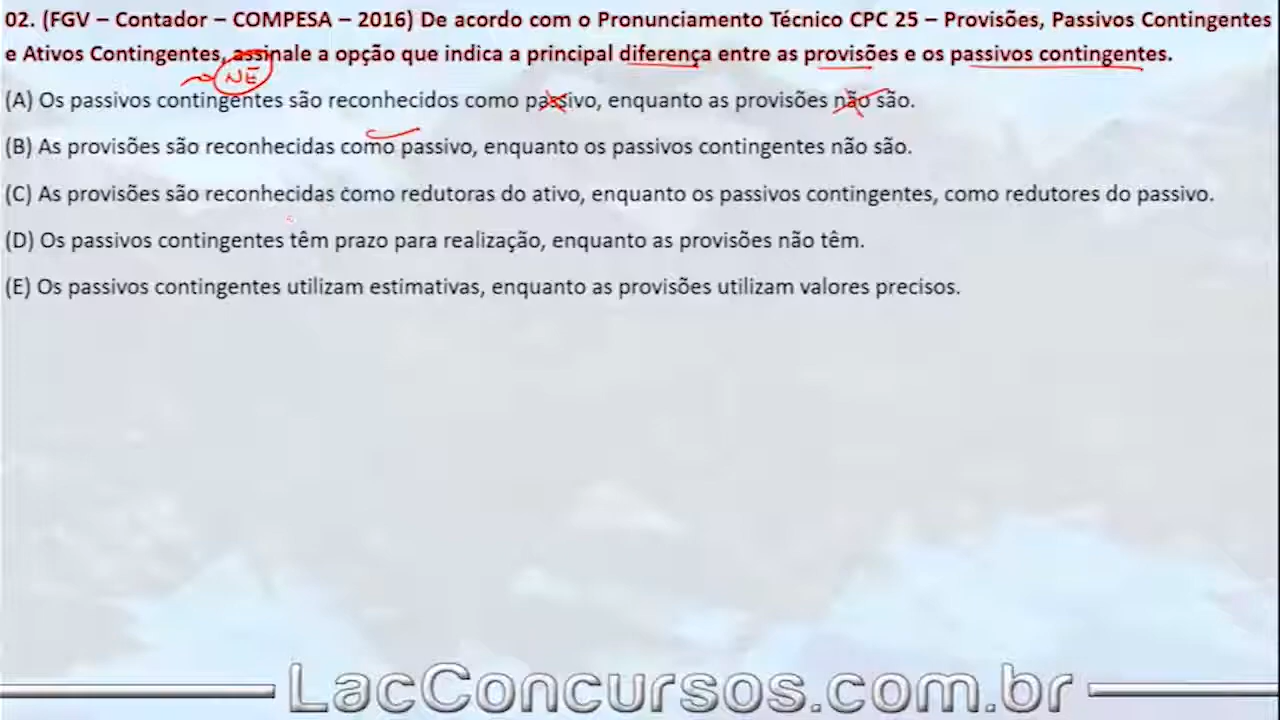 02. (FGV – Contador – COMPESA – 2016) De acordo com o Pronunciamento Técnico CPC 25 – Provisões, Passivos Contingentes
e Ativos Contingentes, assinale a opção que indica a principal diferença entre as provisões e os passivos contingentes.
NE
(A) Os passivos contingentes são reconhecidos como passivo, enquanto as provisões não são.
(B) As provisões são reconhecidas como passivo, enquanto os passivos contingentes não são.
(C) As provisões são reconhecidas como redutoras do ativo, enquanto os passivos contingentes, como redutores do passivo.
(D) Os passivos contingentes têm prazo para realização, enquanto as provisões não têm.
(E) Os passivos contingentes utilizam estimativas, enquanto as provisões utilizam valores precisos.
LacConcursos.com.br